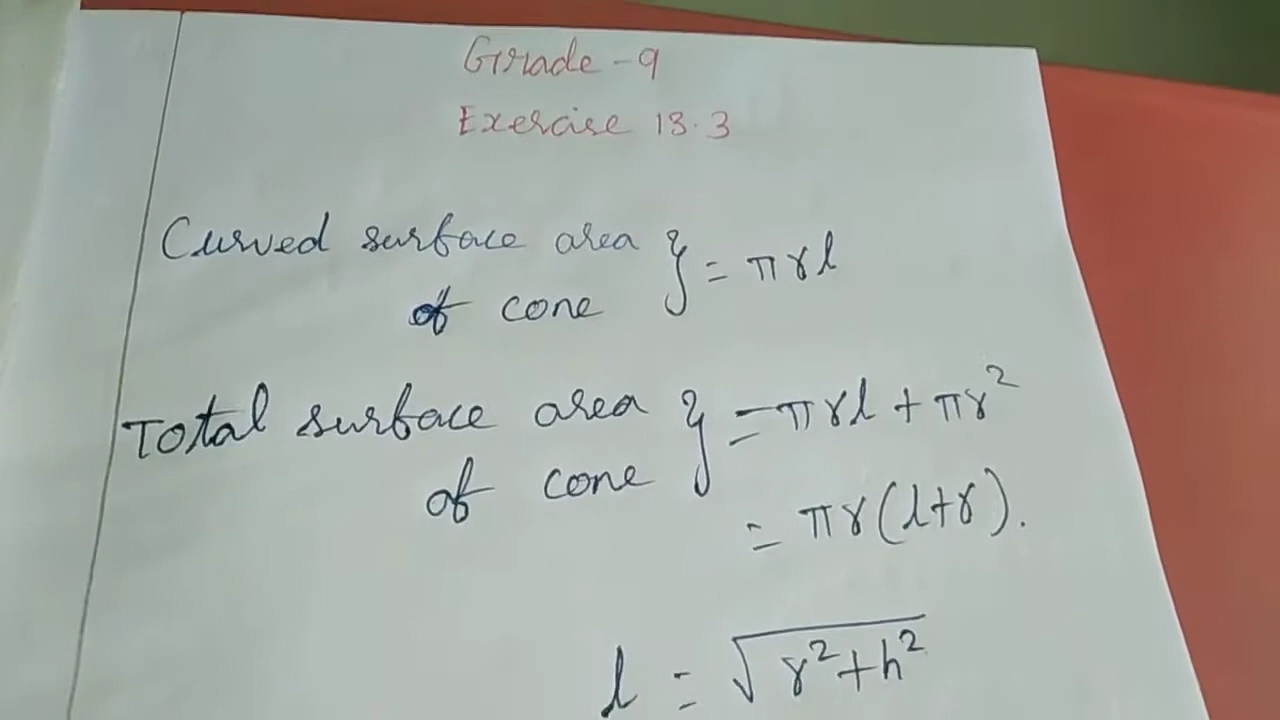 Grade - 9
Exercise 13.3
Curved surface area } = πrl
of cone
Total surface area } = πrl + πr²
of cone
= πr(l+r).
l = √(r²+h²)